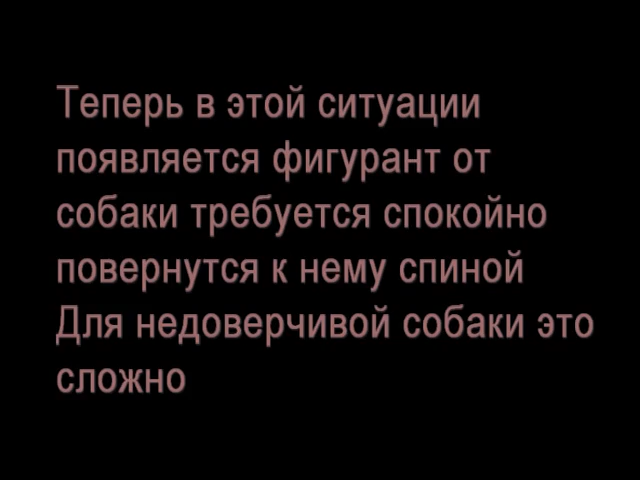 Теперь в этой ситуации
появляется фигурант от
собаки требуется спокойно
повернутся к нему спиной
Для недоверчивой собаки это
сложно